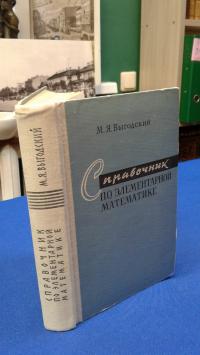 М. Я. Выгодский
Справочник
ПО ЭЛЕМЕНТАРНОЙ
МАТЕМАТИКЕ
М.Я. ВЫГОДСКИЙ
СПРАВОЧНИК
ПО ЭЛЕМЕНТАРНОЙ
МАТЕМАТИКЕ